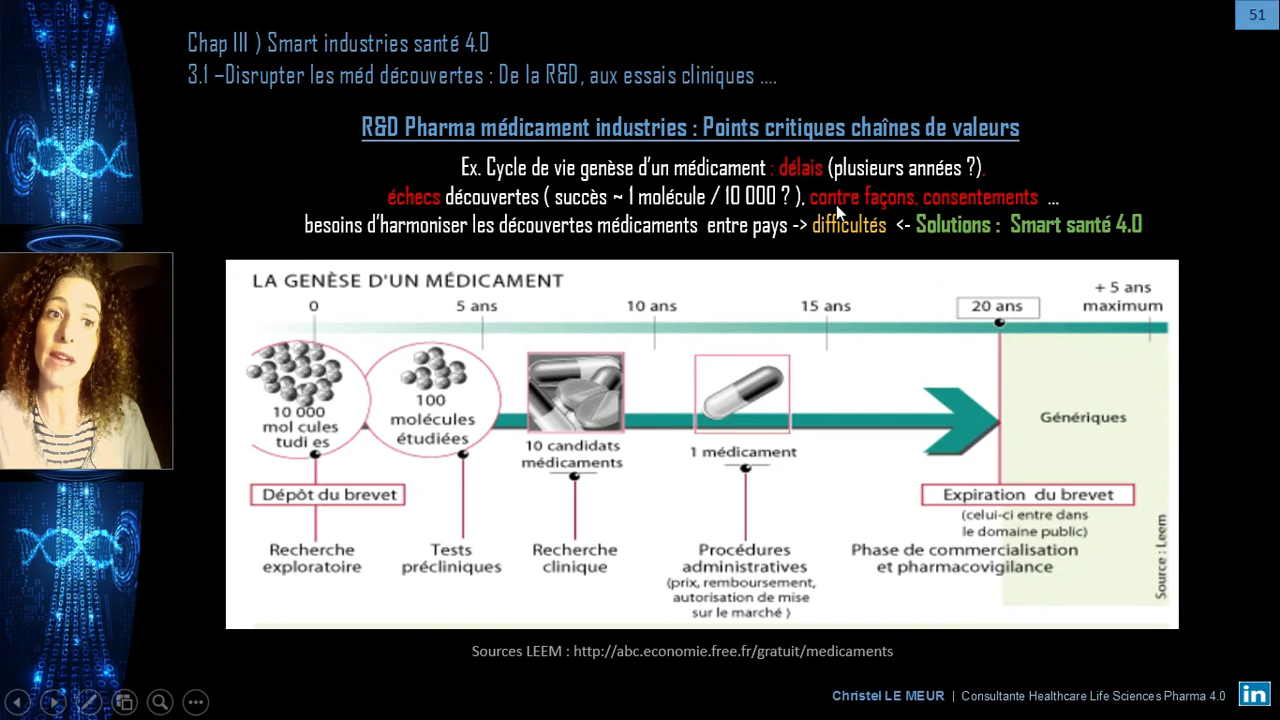 51
Chap III ) Smart industries santé 4.0
3.1 –Disrupter les méd découvertes : De la R&D, aux essais cliniques ....
R&D Pharma médicament industries : Points critiques chaînes de valeurs
Ex. Cycle de vie genèse d'un médicament : délais (plusieurs années ?),
échecs découvertes ( succès ~ 1 molécule / 10 000 ? ), contre façons, consentements ...
besoins d'harmoniser les découvertes médicaments entre pays -> difficultés <- Solutions : Smart santé 4.0
LA GENÈSE D'UN MÉDICAMENT
0 5 ans 10 ans 15 ans 20 ans
+ 5 ans
maximum
10 000
mol cules
tudi es
100
molécules
étudiées
10 candidats
médicaments
1 médicament
Génériques
Dépôt du brevet
Expiration du brevet
(celui-ci entre dans
le domaine public)
Recherche
exploratoire
Tests
précliniques
Recherche
clinique
Procédures
administratives
(prix, remboursement,
autorisation de mise
sur le marché )
Phase de commercialisation
et pharmacovigilance
Source : Leem
Sources LEEM : http://abc.economie.free.fr/gratuit/medicaments
Christel LE MEUR | Consultante Healthcare Life Sciences Pharma 4.0
in